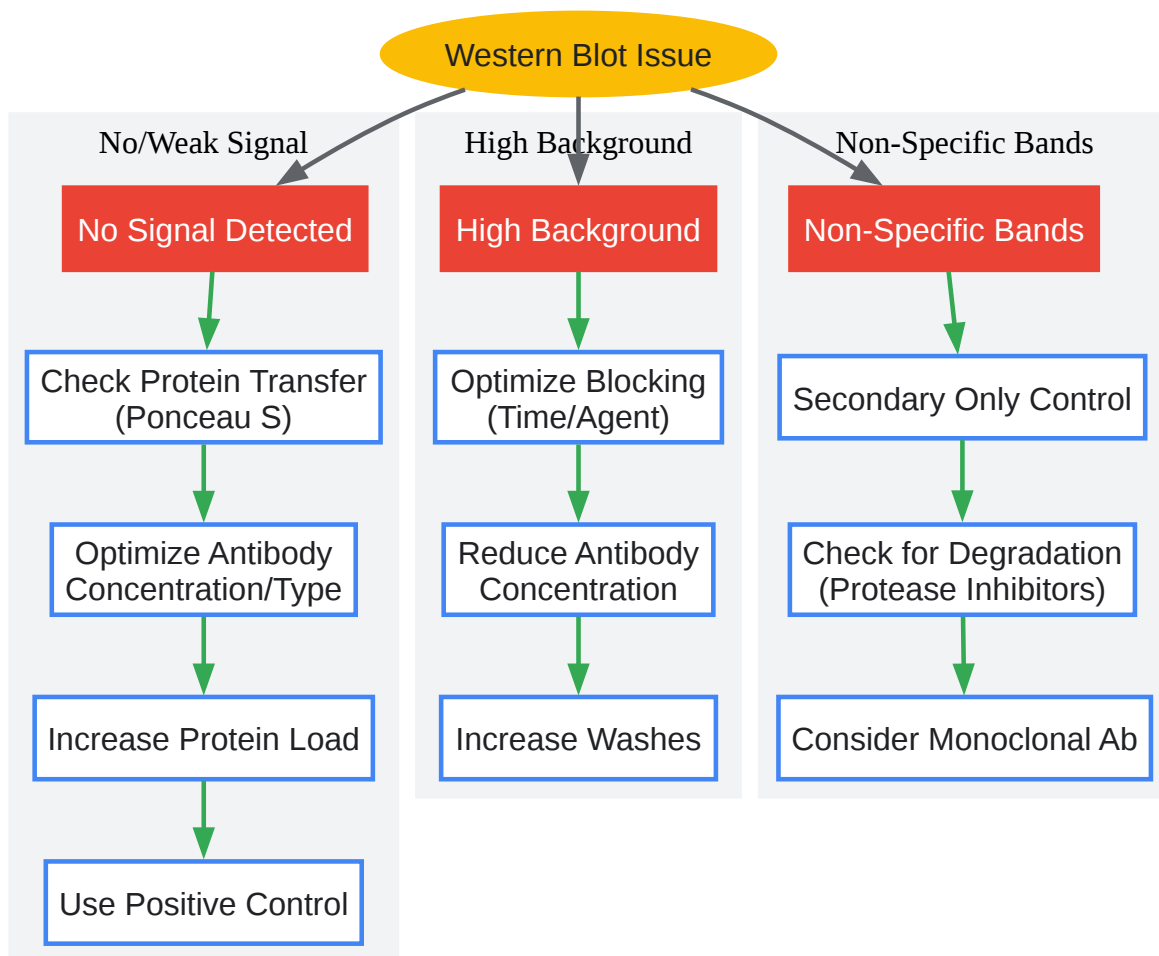 Western Blot Issue
No/Weak Signal
No Signal Detected
Check Protein Transfer
(Ponceau S)
Optimize Antibody
Concentration/Type
Increase Protein Load
Use Positive Control
High Background
High Background
Optimize Blocking
(Time/Agent)
Reduce Antibody
Concentration
Increase Washes
Non-Specific Bands
Non-Specific Bands
Secondary Only Control
Check for Degradation
(Protease Inhibitors)
Consider Monoclonal Ab